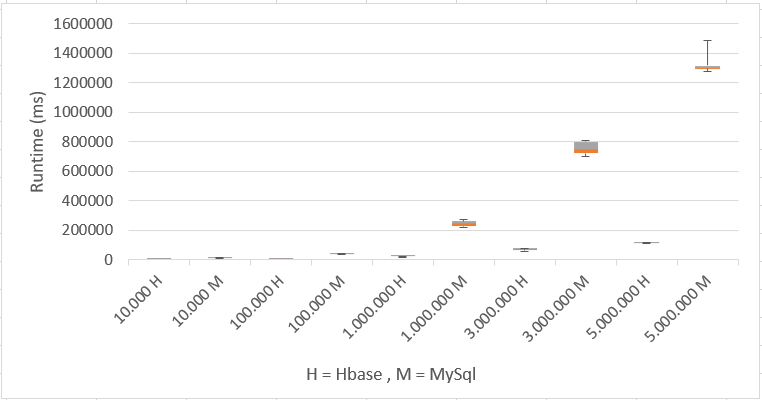 1600000
1400000
1200000
1000000
800000
600000
400000
200000
0
Runtime (ms)
10.000 H
10.000 M
100.000 H
100.000 M
1.000.000 H
1.000.000 M
3.000.000 H
3.000.000 M
5.000.000 H
5.000.000 M
H = Hbase , M = MySql